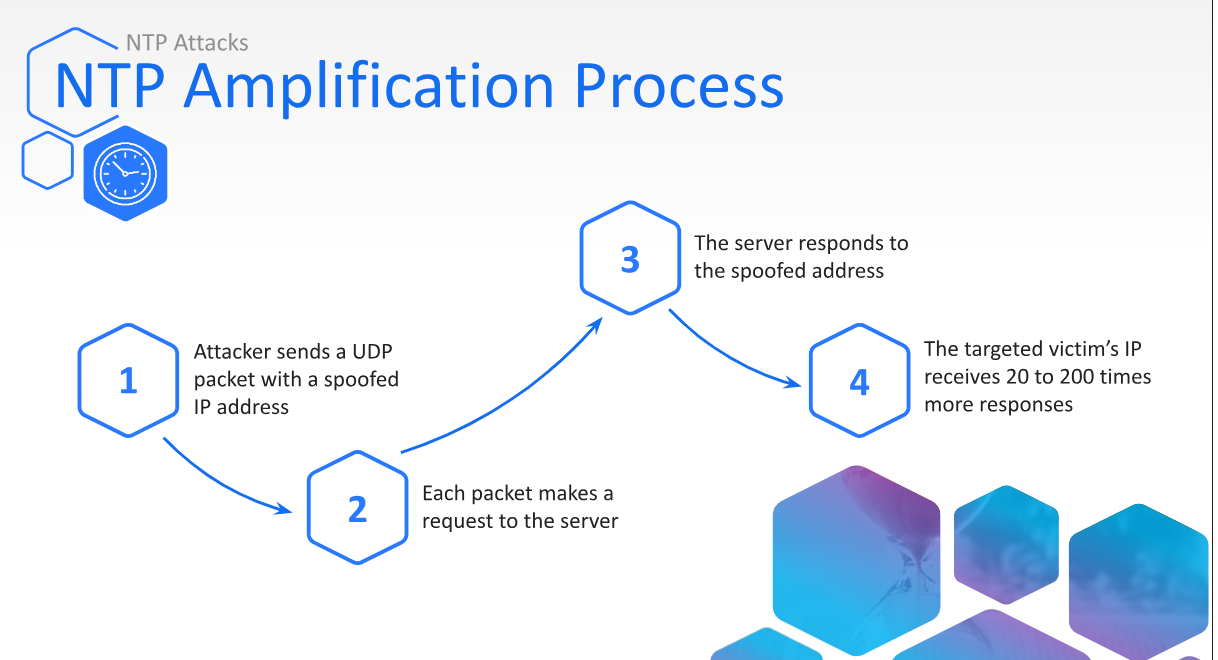 NTP Attacks
NTP Amplification Process
1
Attacker sends a UDP
packet with a spoofed
IP address
2
Each packet makes a
request to the server
3
The server responds to
the spoofed address
4
The targeted victim’s IP
receives 20 to 200 times
more responses